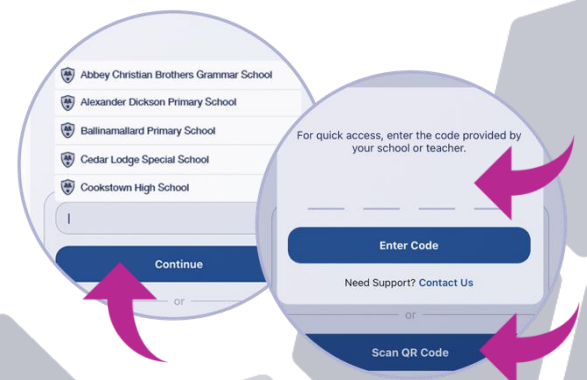 Abbey Christian Brothers Grammar School
Alexander Dickson Primary School
Ballinamallard Primary School
Cedar Lodge Special School
Cookstown High School
Continue
or
For quick access, enter the code provided by
your school or teacher.
Enter Code
Need Support? Contact Us
or
Scan QR Code